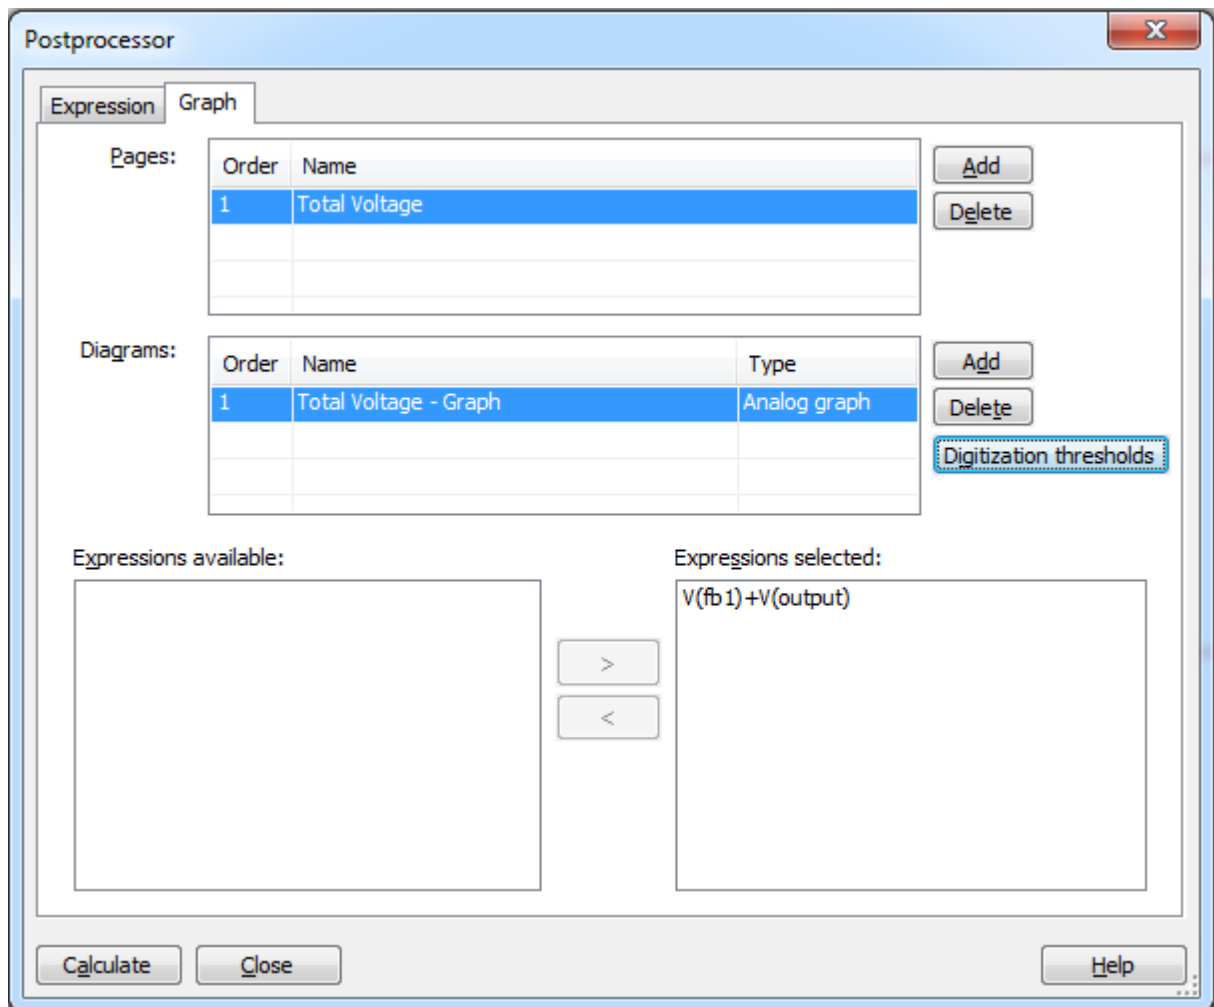 Postprocessor
x
Expression Graph
Pages:
Order Name
1 Total Voltage
Add
Delete
Diagrams:
Order Name Type
1 Total Voltage - Graph Analog graph
Add
Delete
Digitization thresholds
Expressions available:
Expressions selected:
V(fb1)+V(output)
>
<
Calculate Close Help